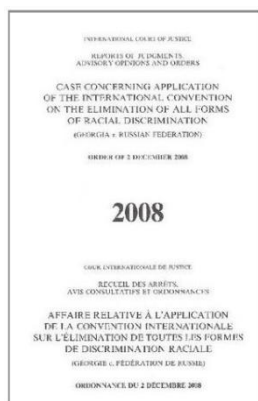 INTERNATIONAL COURT OF JUSTICE
REPORTS OF JUDGMENTS,
ADVISORY OPINIONS AND ORDERS
CASE CONCERNING APPLICATION
OF THE INTERNATIONAL CONVENTION
ON THE ELIMINATION OF ALL FORMS
OF RACIAL DISCRIMINATION
(GEORGIA v. RUSSIAN FEDERATION)
ORDER OF 2 DECEMBER 2008
2008
COUR INTERNATIONALE DE JUSTICE
RECUEIL DES ARRÊTS,
AVIS CONSULTATIFS ET ORDONNANCES
AFFAIRE RELATIVE À L'APPLICATION
DE LA CONVENTION INTERNATIONALE
SUR L'ÉLIMINATION DE TOUTES LES FORMES
DE DISCRIMINATION RACIALE
(GÉORGIE c. FÉDÉRATION DE RUSSIE)
ORDONNANCE DU 2 DÉCEMBRE 2008